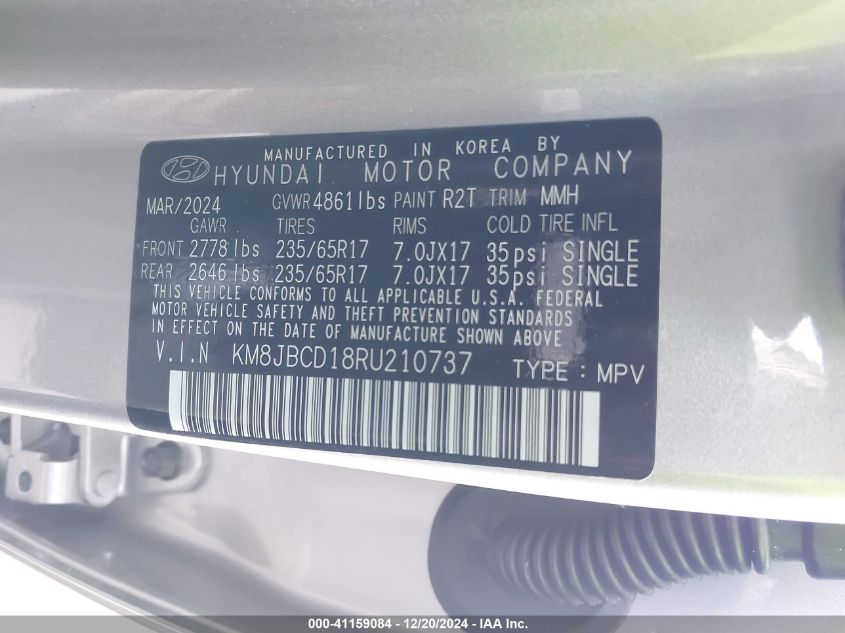 MANUFACTURED IN KOREA BY
HYUNDAI MOTOR COMPANY
MAR/2024 GVWR 4861lbs PAINT R2T TRIM MMH
GAWR TIRES RIMS COLD TIRE INFL
FRONT 2778lbs 235/65R17 7.0JX17 35psi SINGLE
REAR 2646lbs 235/65R17 7.0JX17 35psi SINGLE
THIS VEHICLE CONFORMS TO ALL APPLICABLE U.S.A. FEDERAL
MOTOR VEHICLE SAFETY AND THEFT PREVENTION STANDARDS
IN EFFECT ON THE DATE OF MANUFACTURE SHOWN ABOVE
V.I.N KM8JBCD18RU210737 TYPE : MPV
000-41159084 - 12/20/2024 - IAA Inc.